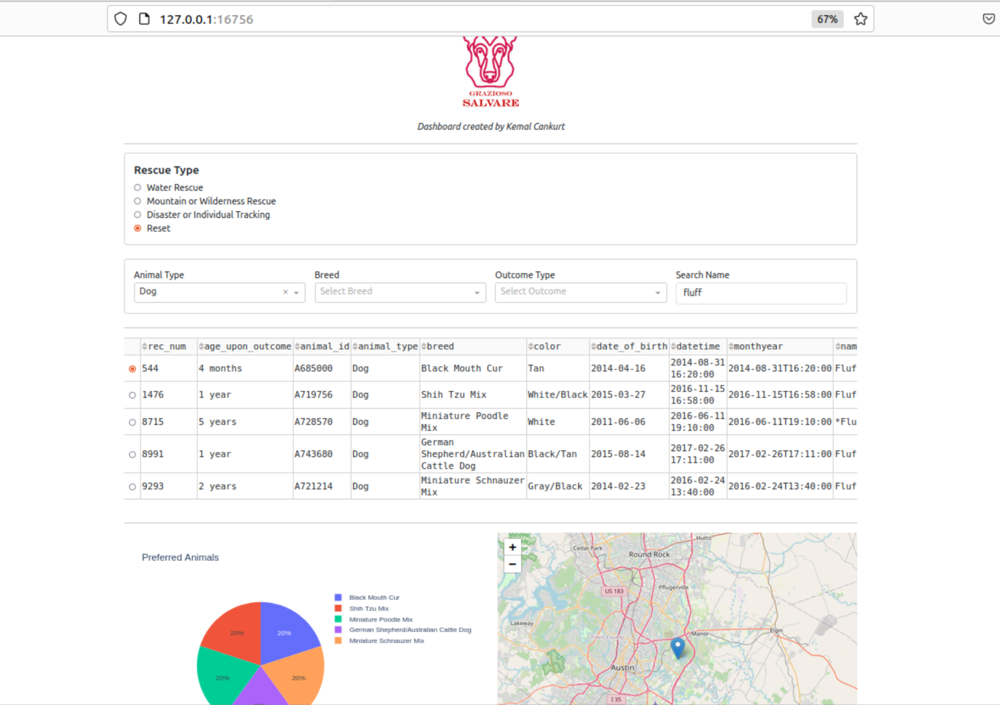 127.0.0.1:16756
67%
GRAZIOSO
SALVARE
Dashboard created by Kemal Cankurt
Rescue Type
Water Rescue
Mountain or Wilderness Rescue
Disaster or Individual Tracking
Reset
Animal Type Breed Outcome Type Search Name
Dog × Select Breed Select Outcome fluff
rec_num age_upon_outcome animal_id animal_type breed color date_of_birth datetime monthyear nam
544 4 months A685000 Dog Black Mouth Cur Tan 2014-04-16 2014-08-31 16:20:00 2014-08-31T16:20:00 Fluf
1476 1 year A719756 Dog Shih Tzu Mix White/Black 2015-03-27 2016-11-15 16:58:00 2016-11-15T16:58:00 Fluf
8715 5 years A728570 Dog Miniature Poodle Mix White 2011-06-06 2016-06-11 19:10:00 2016-06-11T19:10:00 *Flu
8991 1 year A743680 Dog German Shepherd/Australian Cattle Dog Black/Tan 2015-08-14 2017-02-26 17:11:00 2017-02-26T17:11:00 Fluf
9293 2 years A721214 Dog Miniature Schnauzer Mix Gray/Black 2014-02-23 2016-02-24 13:40:00 2016-02-24T13:40:00 Fluf
Preferred Animals
Black Mouth Cur
Shih Tzu Mix
Miniature Poodle Mix
German Shepherd/Australian Cattle Dog
Miniature Schnauzer Mix
20% 20%
20% 20%
+
−
National
Hutto
Cedar Park
Round Rock
Pflugerville
US 183
Lakeway
Travis County
Manor
Elgin
Austin
I 35